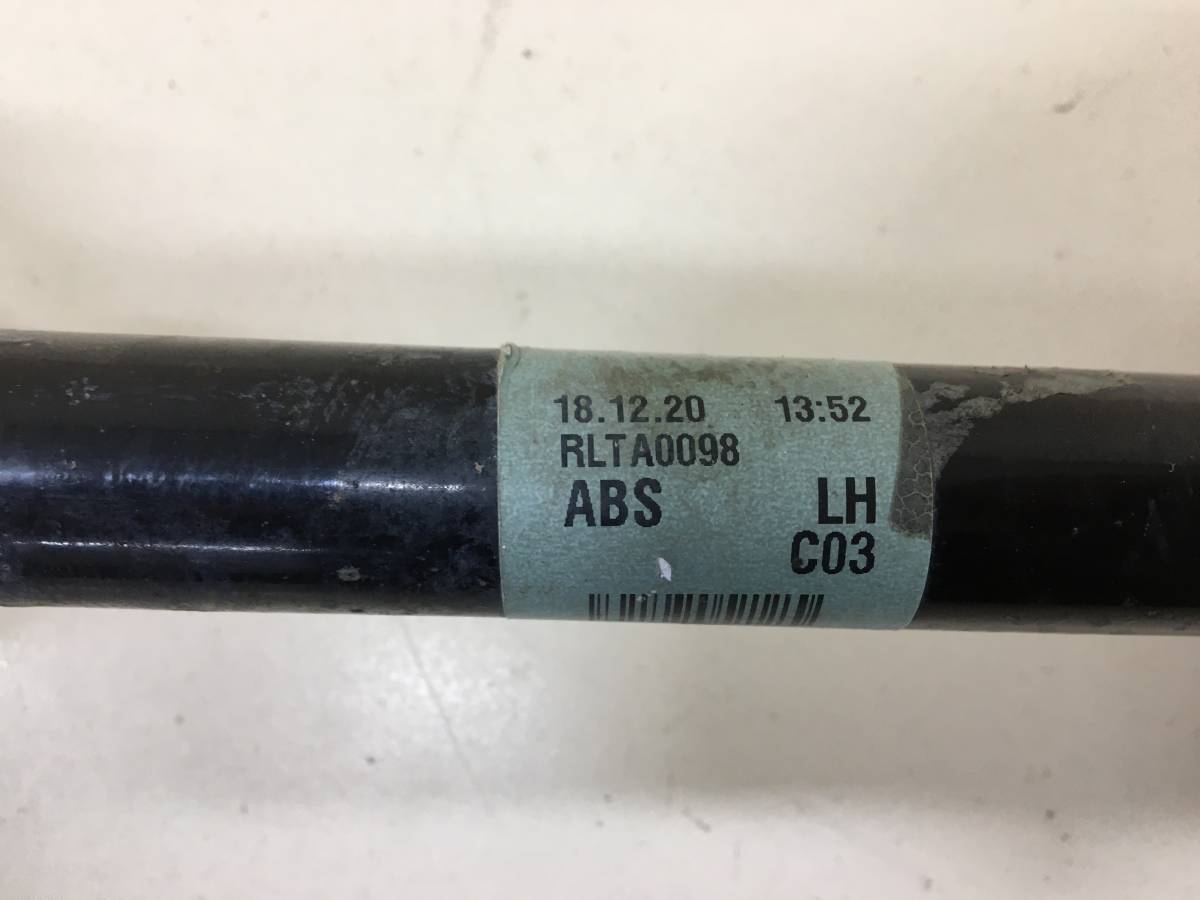 18.12.20 13:52
RLTA0098
ABS LH
C03